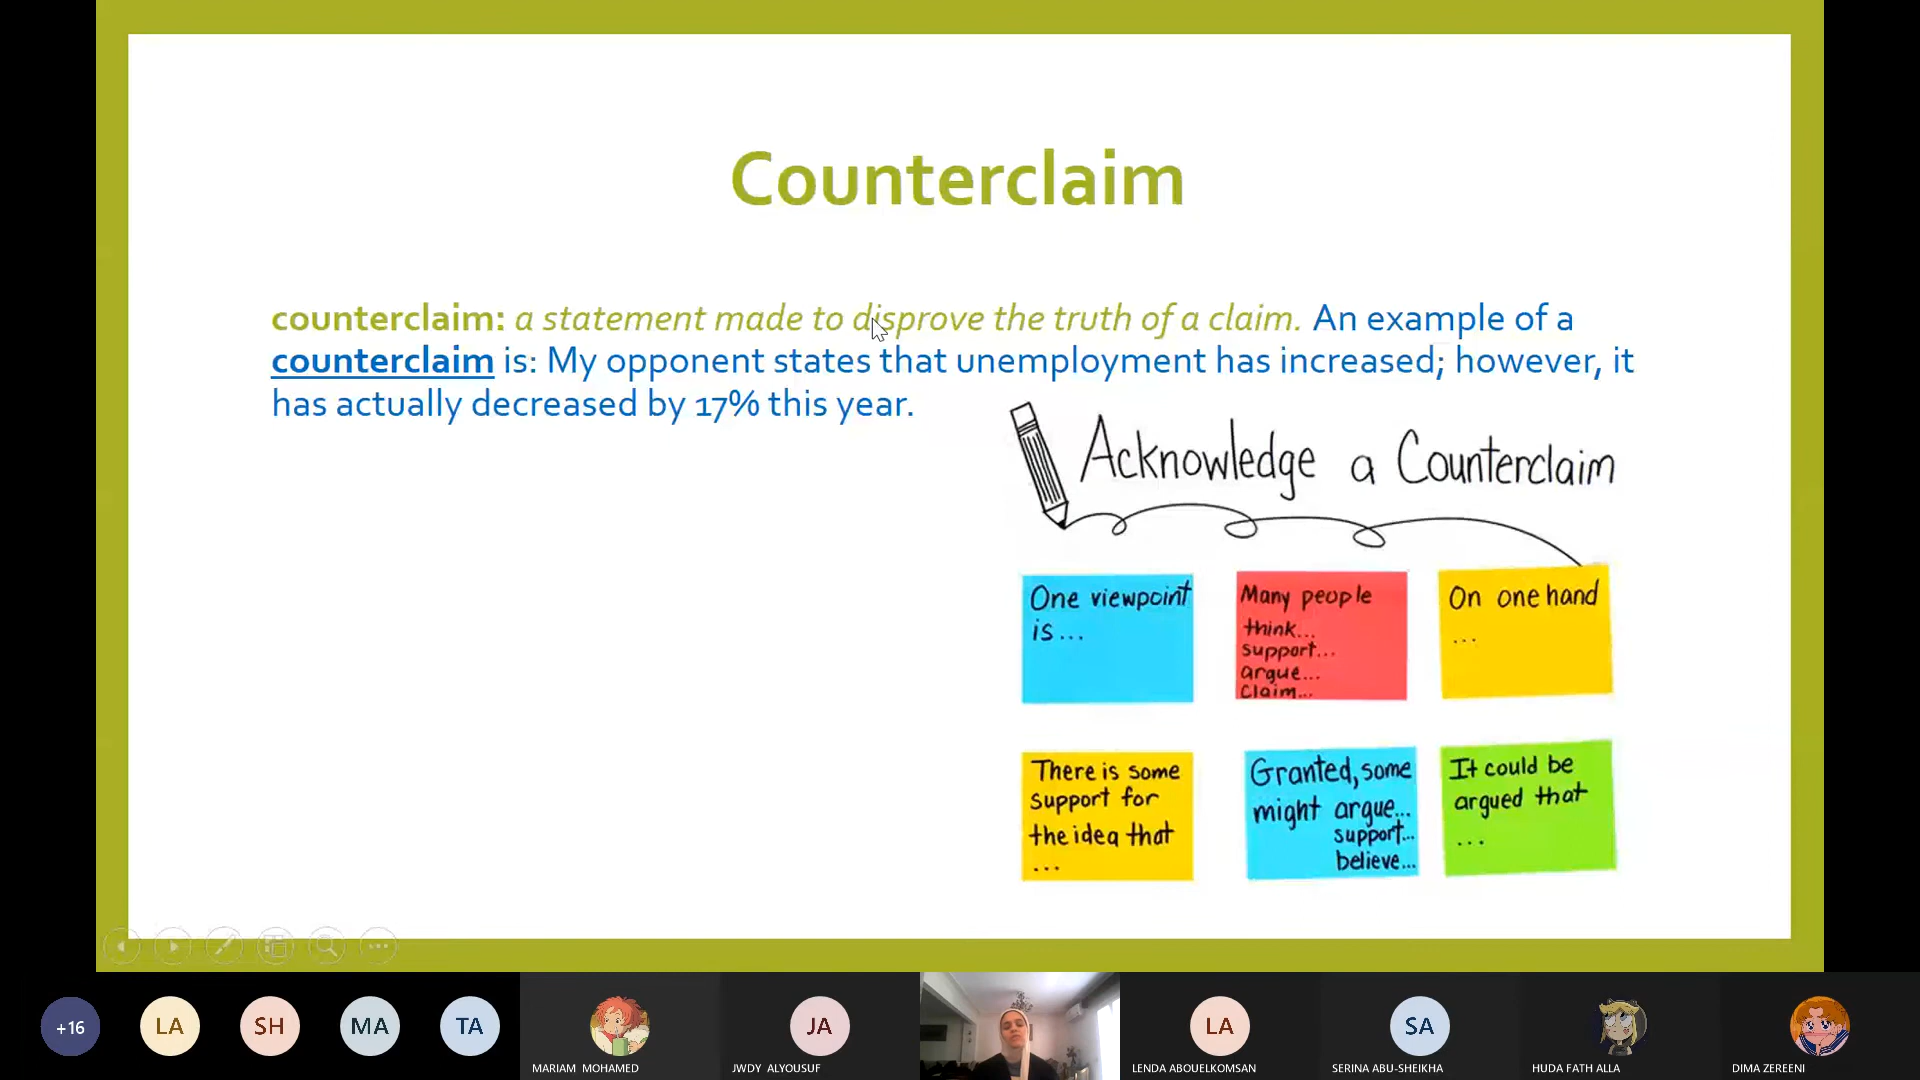 Counterclaim
counterclaim: a statement made to disprove the truth of a claim. An example of a
counterclaim is: My opponent states that unemployment has increased; however, it
has actually decreased by 17% this year.
Acknowledge a Counterclaim
One viewpoint
is...
Many people
think...
support...
argue...
Claim...
On one hand
...
There is some
support for
the idea that
...
Granted, some
might argue...
support...
believe...
It could be
argued that
...
+16
LA
SH
MA
TA
MARIAM MOHAMED
JA
JWDY ALYOUSUF
LA
LENDA ABOUELKOMSAN
SA
SERINA ABU-SHEIKHA
HUDA FATH ALLA
DIMA ZEREENI